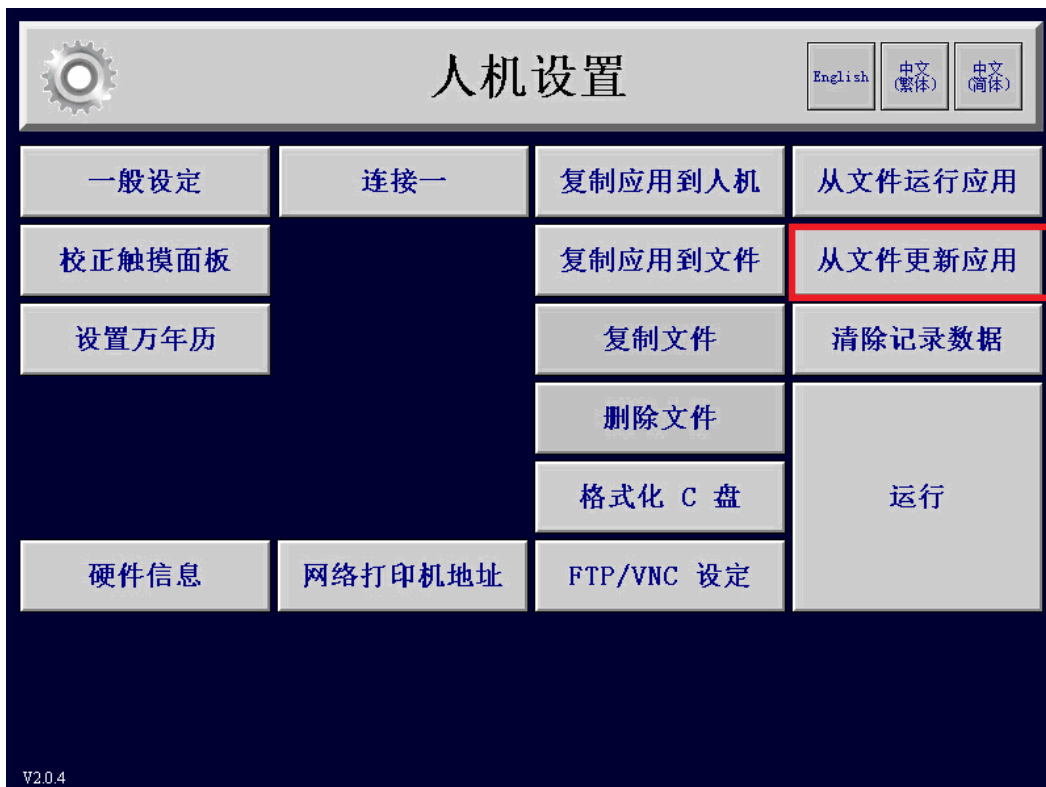 人机设置
English
中文
(繁体)
中文
(简体)
一般设定
连接一
复制应用到人机
从文件运行应用
校正触摸面板
复制应用到文件
从文件更新应用
设置万年历
复制文件
清除记录数据
删除文件
格式化 C 盘
运行
硬件信息
网络打印机地址
FTP/VNC 设定
V2.0.4